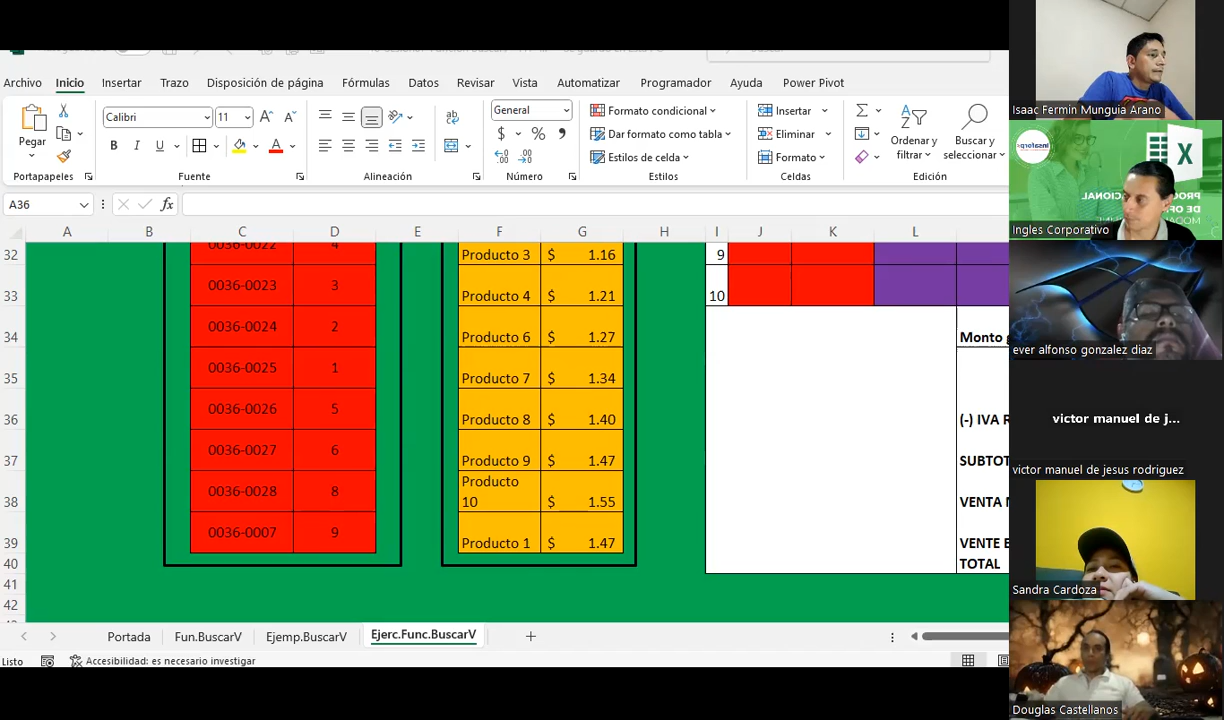 Archivo Inicio Insertar Trazo Disposición de página Fórmulas Datos Revisar Vista Automatizar Programador Ayuda Power Pivot
Pegar
Calibri 11
N K S
General
$ %
Formato condicional
Dar formato como tabla
Estilos de celda
Insertar
Eliminar
Formato
Ordenar y filtrar
Buscar y seleccionar
Portapapeles Fuente Alineación Número Estilos Celdas Edición
A36 fx
A B C D E F G H I J K L
32 0036-0022 4 Producto 3 $ 1.16 9
33 0036-0023 3 Producto 4 $ 1.21 10
34 0036-0024 2 Producto 6 $ 1.27 Monto
35 0036-0025 1 Producto 7 $ 1.34
36 0036-0026 5 Producto 8 $ 1.40 (-) IVA R
37 0036-0027 6 Producto 9 $ 1.47 SUBTOT
38 0036-0028 8 Producto 10 $ 1.55 VENTA
39 0036-0007 9 Producto 1 $ 1.47 VENTE E
40 TOTAL
41
42
Portada Fun.BuscarV Ejemp.BuscarV Ejerc.Func.BuscarV
Listo Accesibilidad: es necesario investigar
Isaac Fermin Munguia Arano
Ingles Corporativo
ever alfonso gonzalez diaz
victor manuel de j...
victor manuel de jesus rodriguez
Sandra Cardoza
Douglas Castellanos